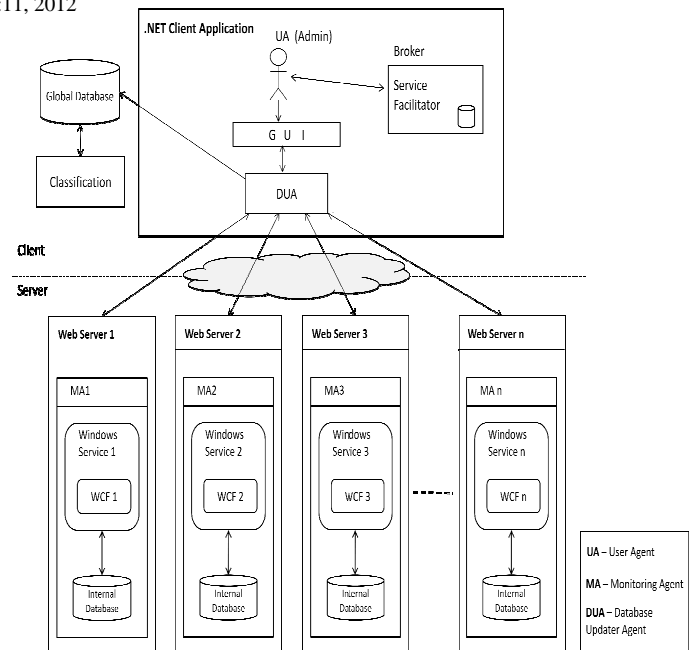 :11, 2012
.NET Client Application
UA (Admin)
Broker
Service
Facilitator
Global Database
G U I
Classification
DUA
Client
Server
Web Server 1
Web Server 2
Web Server 3
Web Server n
MA1
MA2
MA3
MA n
Windows
Service 1
Windows
Service 2
Windows
Service 3
Windows
Service n
WCF 1
WCF 2
WCF 3
WCF n
Internal
Database
Internal
Database
Internal
Database
Internal
Database
UA – User Agent
MA – Monitoring Agent
DUA – Database
Updater Agent